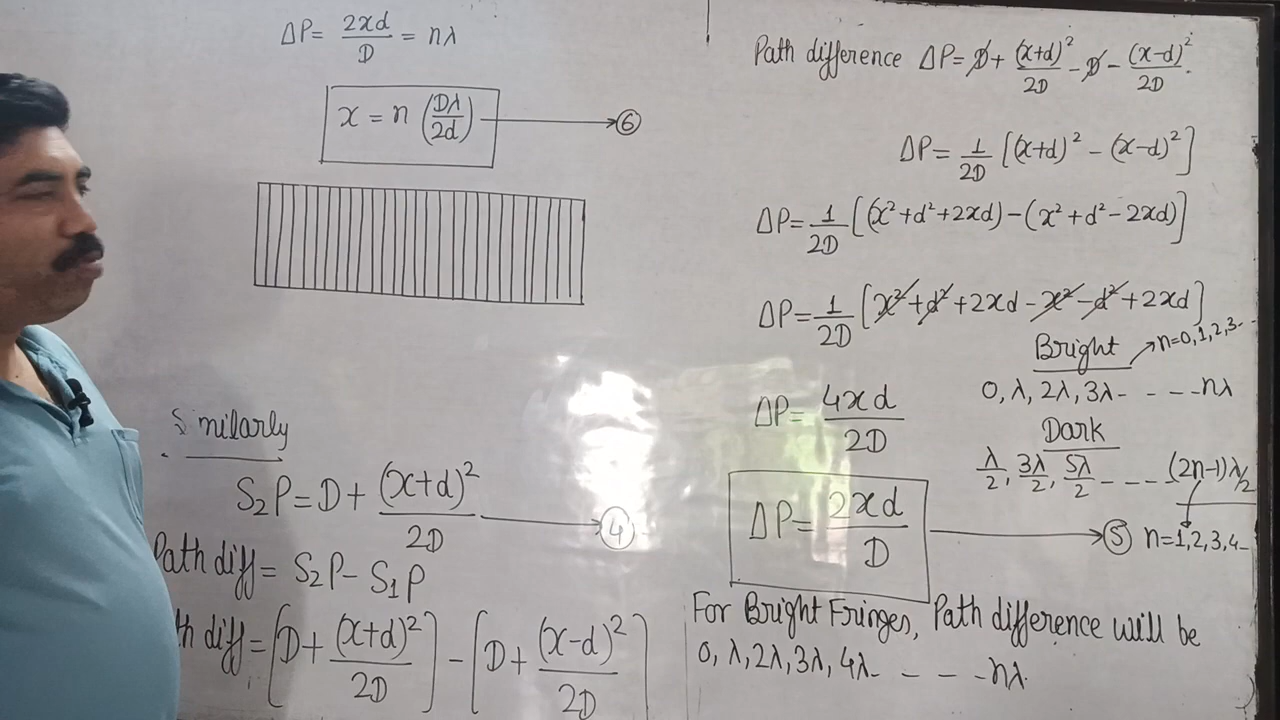 ΔP = 2xd/D = nλ
x = n (Dλ/2d) → ⑥
Similarly
S₂P = D + (x+d)²/2D → ④
Path diff = S₂P - S₁P
th diff = [D + (x+d)²/2D] - [D + (x-d)²/2D]
Path difference ΔP = D + (x+d)²/2D - D - (x-d)²/2D.
ΔP = 1/2D [(x+d)² - (x-d)²]
ΔP = 1/2D [(x²+d²+2xd) - (x²+d²-2xd)]
ΔP = 1/2D [x²+d²+2xd-x²-d²+2xd]
Bright → n=0,1,2,3--
0, λ, 2λ, 3λ- - - -nλ
ΔP = 4xd/2D
Dark
λ/2, 3λ/2, 5λ/2 - - - (2n-1)λ/2
ΔP = 2xd/D → ⑤
n=1,2,3,4-
For Bright Fringes, Path difference will be
0, λ, 2λ, 3λ, 4λ- - - -nλ.